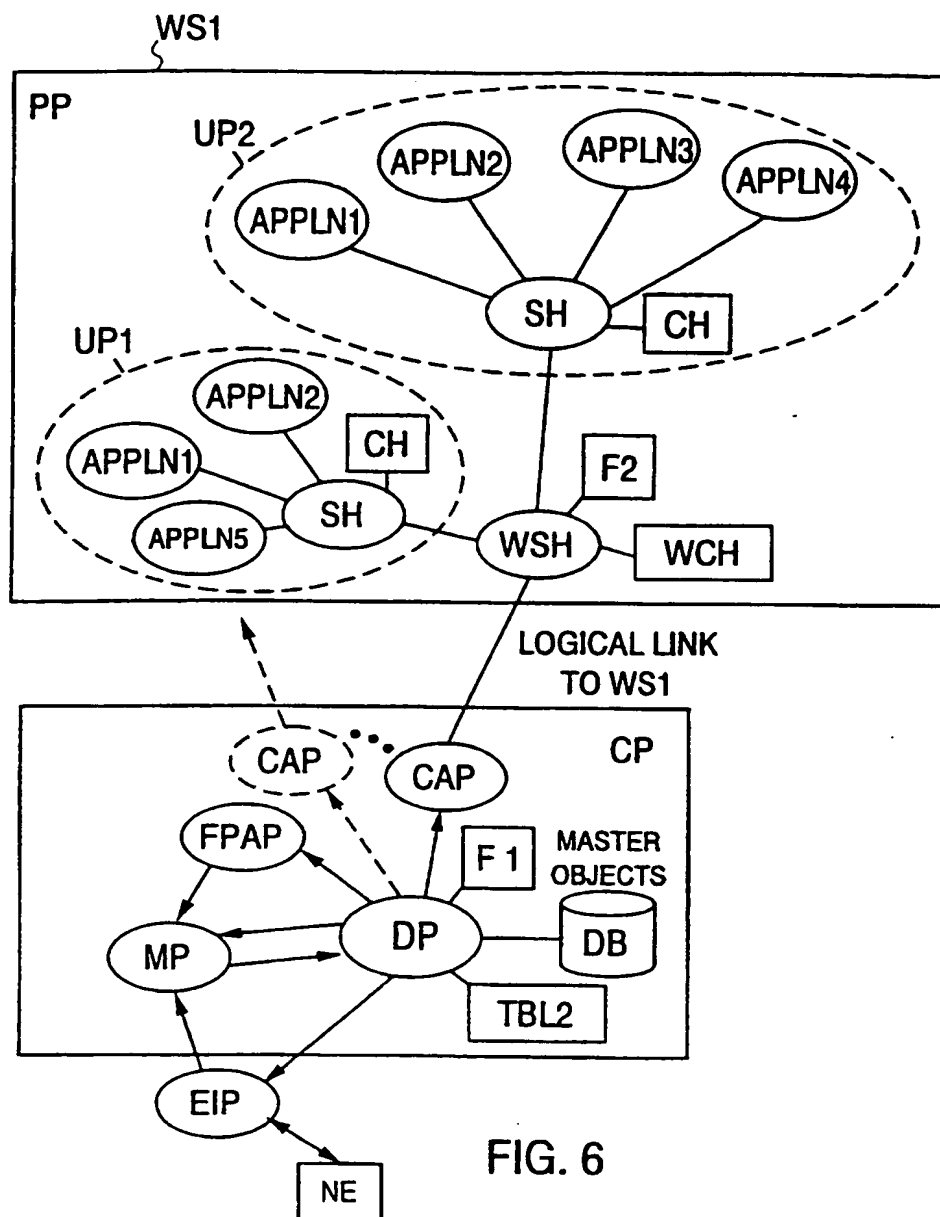 WS1
PP
UP2
APPLN1
APPLN2
APPLN3
APPLN4
SH
CH
UP1
APPLN2
APPLN1
CH
APPLN5
SH
F2
WSH
WCH
LOGICAL LINK
TO WS1
CP
CAP
CAP
FPAP
F 1
MASTER
OBJECTS
MP
DP
DB
TBL2
EIP
NE
FIG. 6